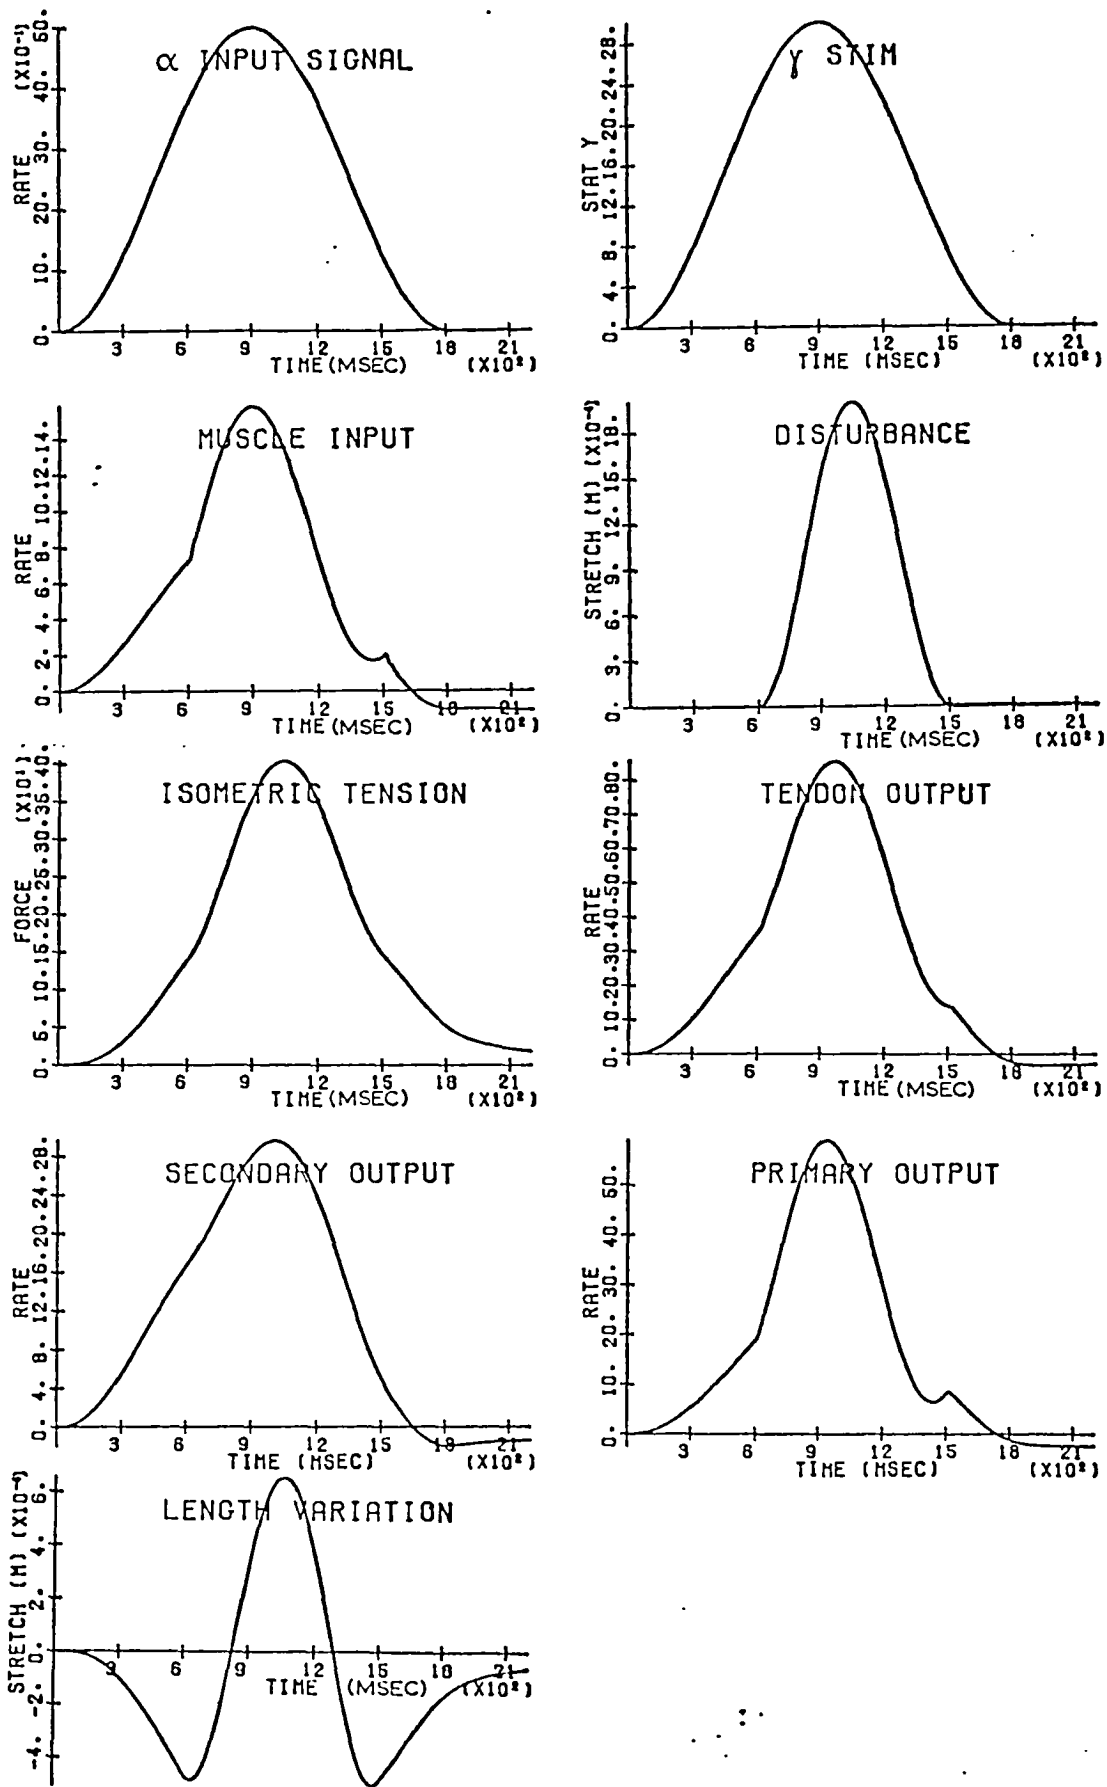 α INPUT SIGNAL
RATE (X10⁻¹)
0. 10. 20. 30. 40. 50.
3 6 9 12 15 18 21
TIME (MSEC) (X10²)
γ STIM
STAT Y
0. 4. 8. 12. 16. 20. 24. 28.
3 6 9 12 15 18 21
TIME (MSEC) (X10²)
MUSCLE INPUT
RATE
0. 2. 4. 6. 8. 10. 12. 14.
3 6 9 12 15 18 21
TIME (MSEC) (X10²)
DISTURBANCE
STRETCH (M) (X10⁻⁴)
0. 3. 6. 9. 12. 15. 18.
3 6 9 12 15 18 21
TIME (MSEC) (X10²)
ISOMETRIC TENSION
FORCE (X10¹)
0. 5. 10. 15. 20. 25. 30. 35. 40.
3 6 9 12 15 18 21
TIME (MSEC) (X10²)
TENDON OUTPUT
RATE
0. 10. 20. 30. 40. 50. 60. 70. 80.
3 6 9 12 15 18 21
TIME (MSEC) (X10²)
SECONDARY OUTPUT
RATE
0. 4. 8. 12. 16. 20. 24. 28.
3 6 9 12 15 18 21
TIME (MSEC) (X10²)
PRIMARY OUTPUT
RATE
0. 10. 20. 30. 40. 50.
3 6 9 12 15 18 21
TIME (MSEC) (X10²)
LENGTH VARIATION
STRETCH (M) (X10⁻⁴)
-4. -2. 0. 2. 4. 6.
3 6 9 12 15 18 21
TIME (MSEC) (X10²)